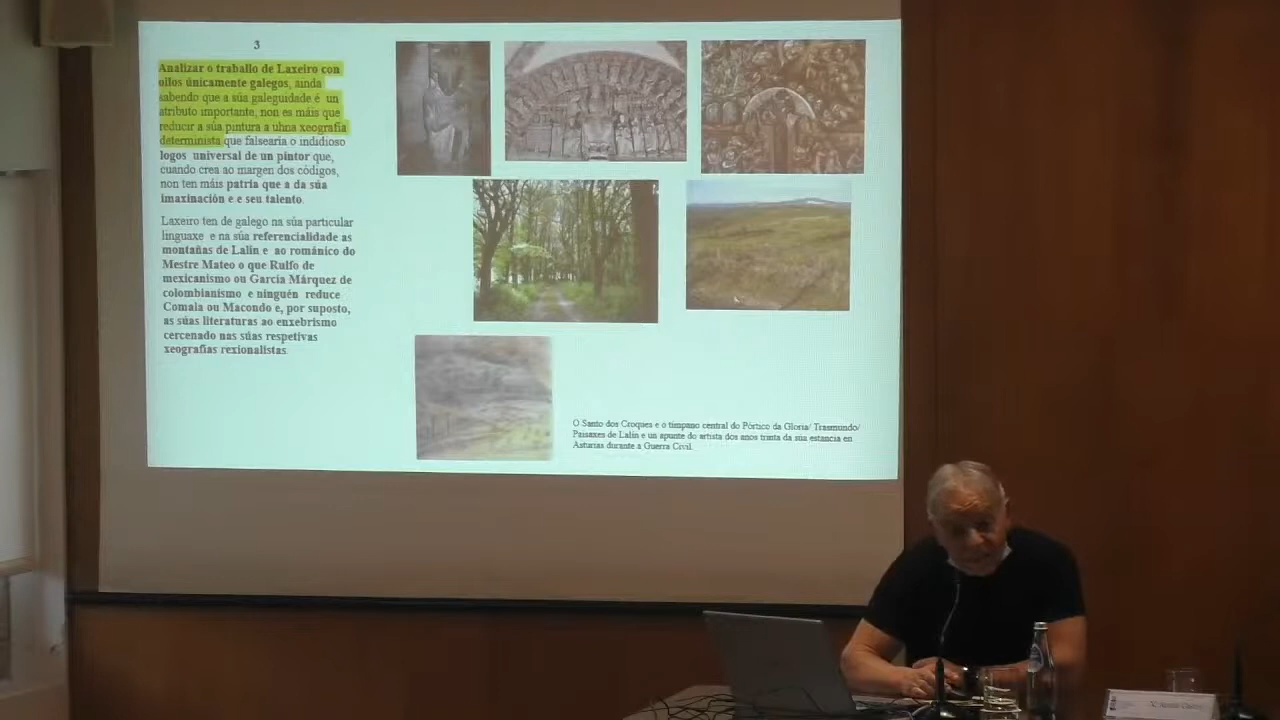 3
Analizar o traballo de Laxeiro con
ollos únicamente galegos, ainda
sabendo que a súa galeguidade é un
atributo importante, non es máis que
reducir a súa pintura a uhna xeografía
determinista que falsearia o indidioso
logos universal de un pintor que,
cuando crea ao margen dos códigos,
non ten máis patria que a da súa
imaxinación e e seu talento.
Laxeiro ten de galego na súa particular
linguaxe e na súa referencialidade as
montañas de Lalín e ao románico do
Mestre Mateo o que Rulfo de
mexicanismo ou García Márquez de
colombianismo e ninguén reduce
Comala ou Macondo e, por suposto,
as súas literaturas ao enxebrismo
cercenado nas súas respetivas
xeografías rexionalistas.
O Santo dos Croques e o tímpano central do Pórtico da Gloria/ Trasmundo/
Paisaxes de Lalín e un apunte do artista dos anos trinta da súa estancia en
Asturias durante a Guerra Civil.